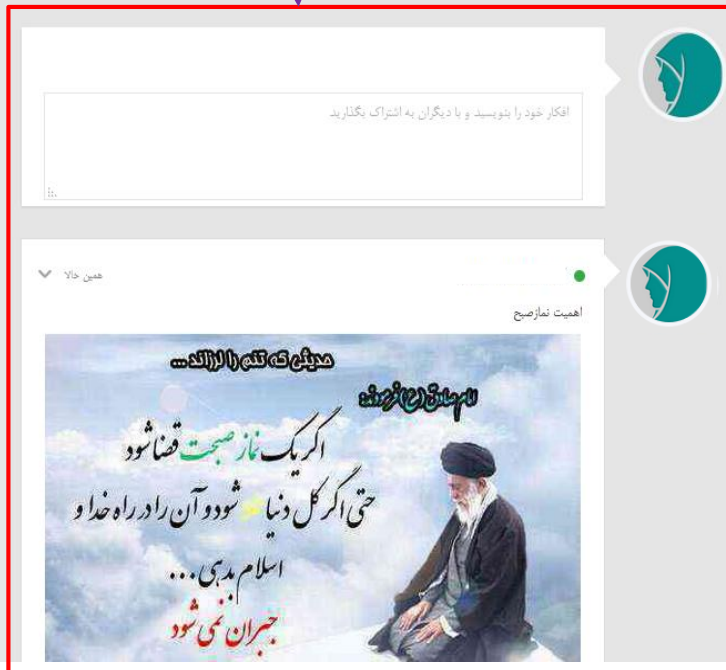 افکار خود را بنویسید و با دیگران به اشتراک بگذارید
همین حالا
اهمیت نمازصبح
حدیثی که تنم را لرزاند ...
امام صادق (ع) فرمودند:
اگر یک نماز صبحت قضا شود
حتی اگر کل دنیا شود و آن را در راه خدا و
اسلام بدهی ...
جبران نمی شود